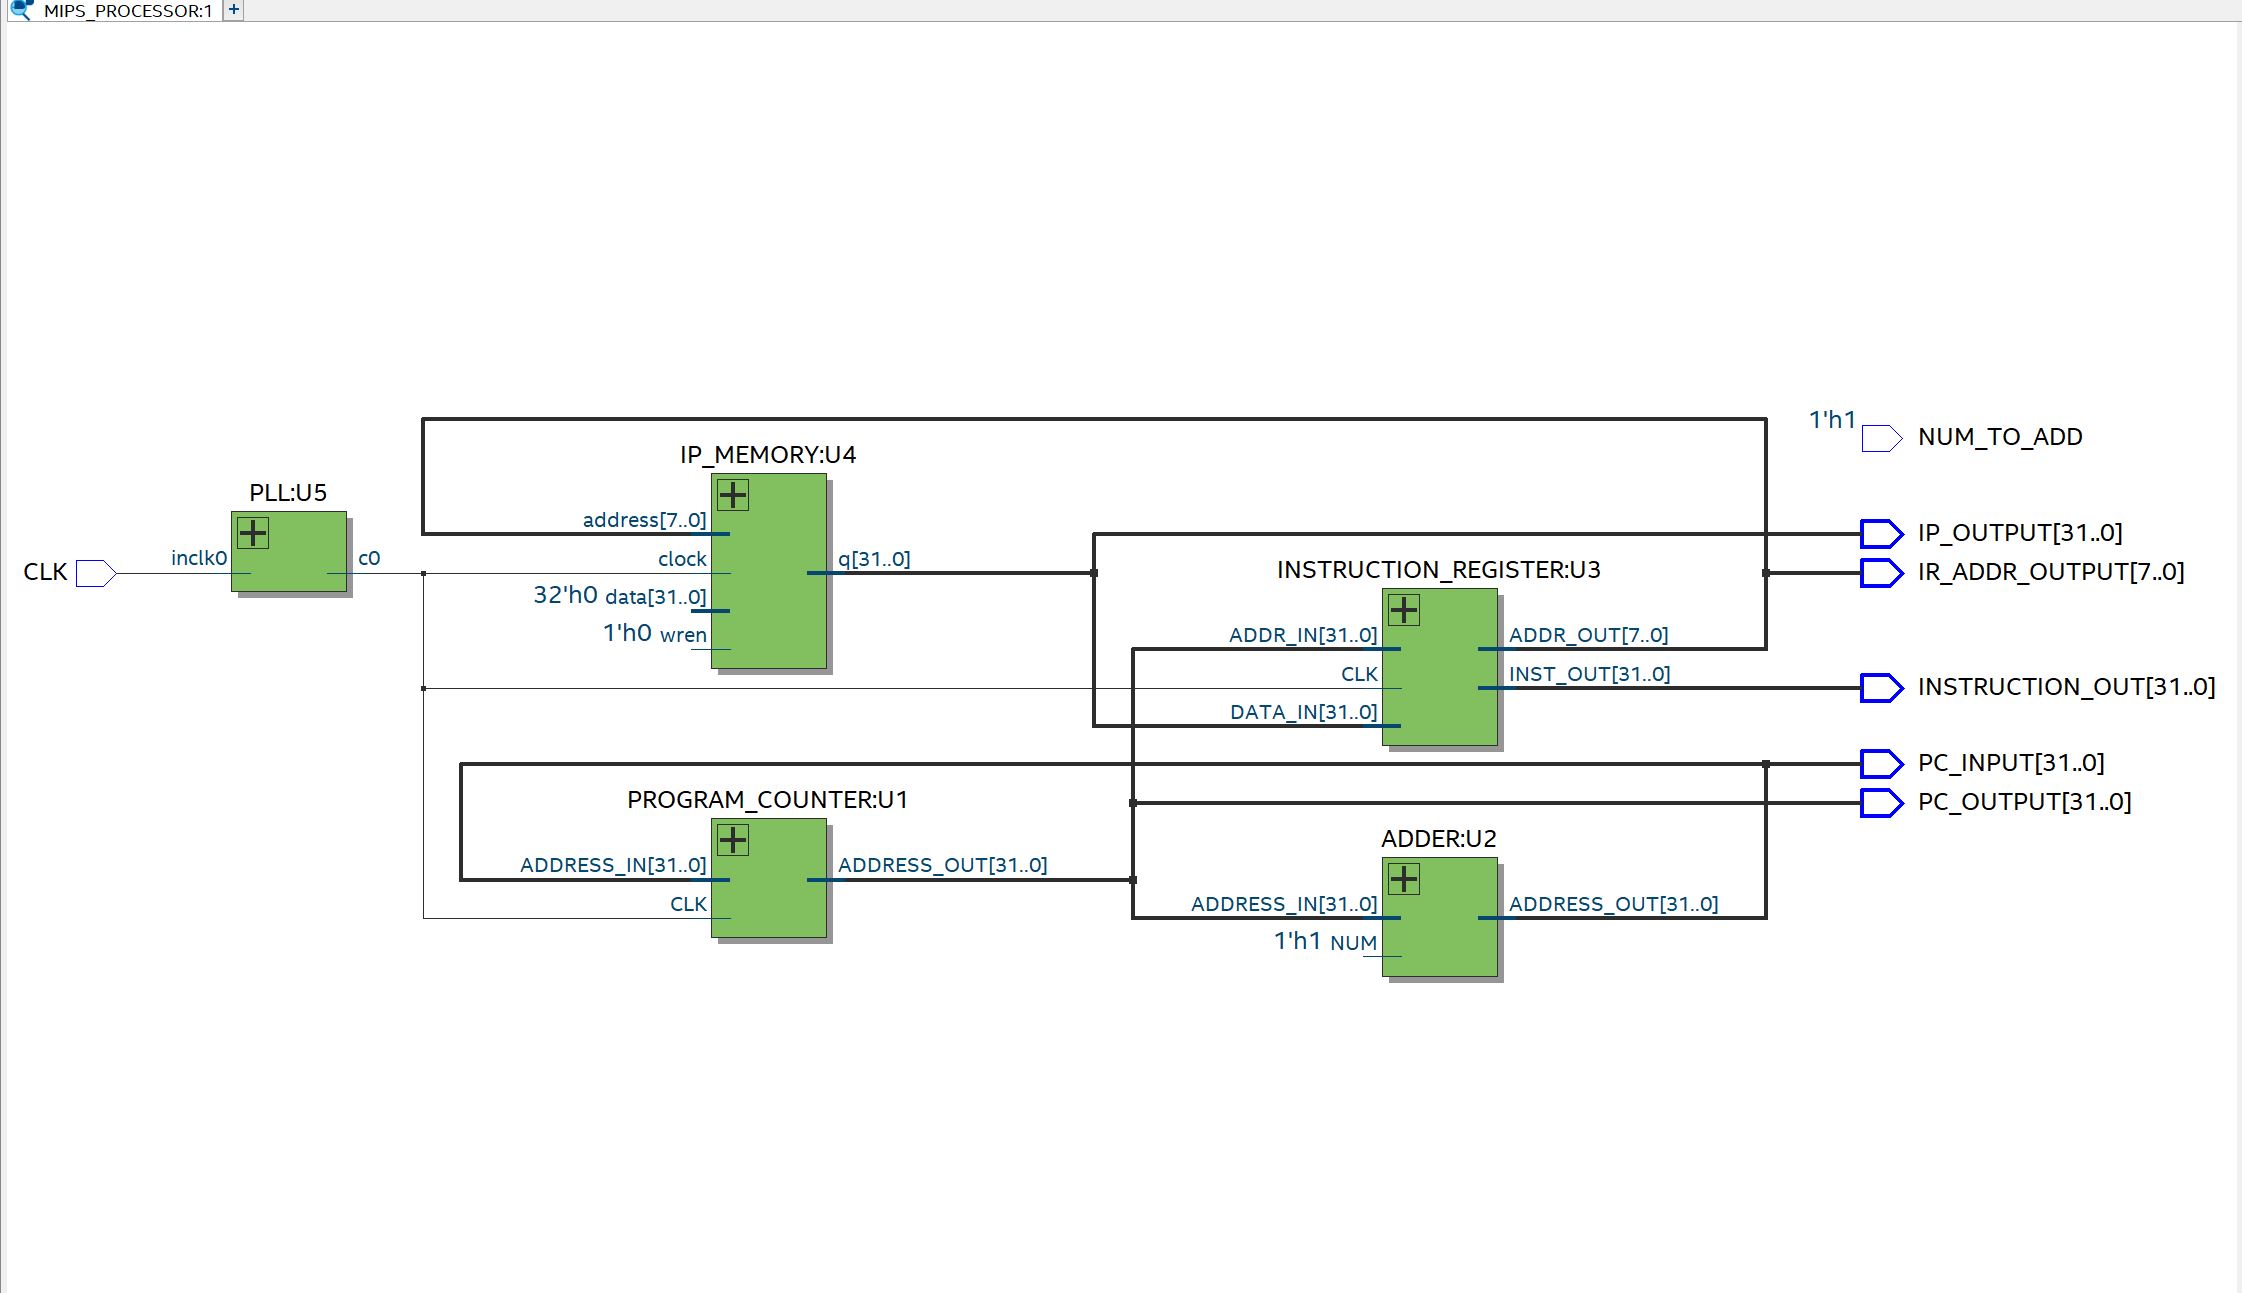 MIPS_PROCESSOR:1 +
1'h1
NUM_TO_ADD
IP_MEMORY:U4
PLL:U5
address[7..0]
IP_OUTPUT[31..0]
CLK
inclk0
c0
clock
q[31..0]
INSTRUCTION_REGISTER:U3
IR_ADDR_OUTPUT[7..0]
32'h0 data[31..0]
1'h0 wren
ADDR_IN[31..0]
ADDR_OUT[7..0]
CLK
INST_OUT[31..0]
INSTRUCTION_OUT[31..0]
DATA_IN[31..0]
PC_INPUT[31..0]
PROGRAM_COUNTER:U1
PC_OUTPUT[31..0]
ADDER:U2
ADDRESS_IN[31..0]
ADDRESS_OUT[31..0]
CLK
ADDRESS_IN[31..0]
ADDRESS_OUT[31..0]
1'h1 NUM